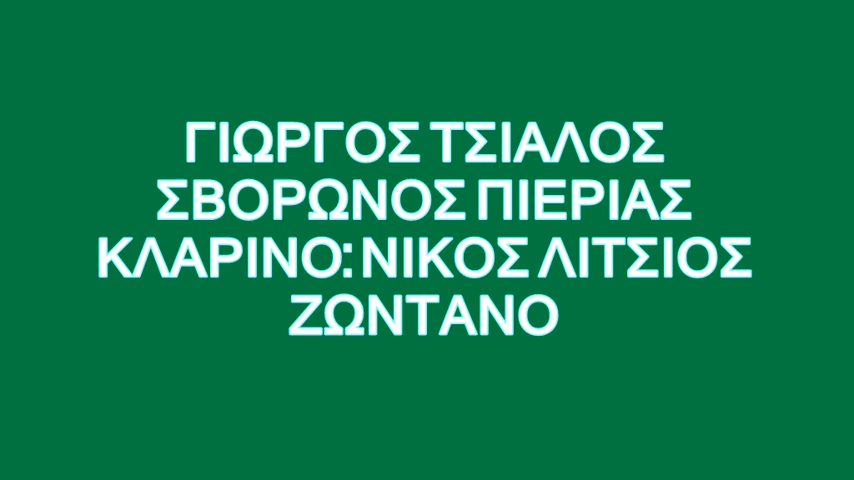 ΓΙΩΡΓΟΣ ΤΣΙΑΛΟΣ
ΣΒΟΡΩΝΟΣ ΠΙΕΡΙΑΣ
ΚΛΑΡΙΝΟ: ΝΙΚΟΣ ΛΙΤΣΙΟΣ
ΖΩΝΤΑΝΟ